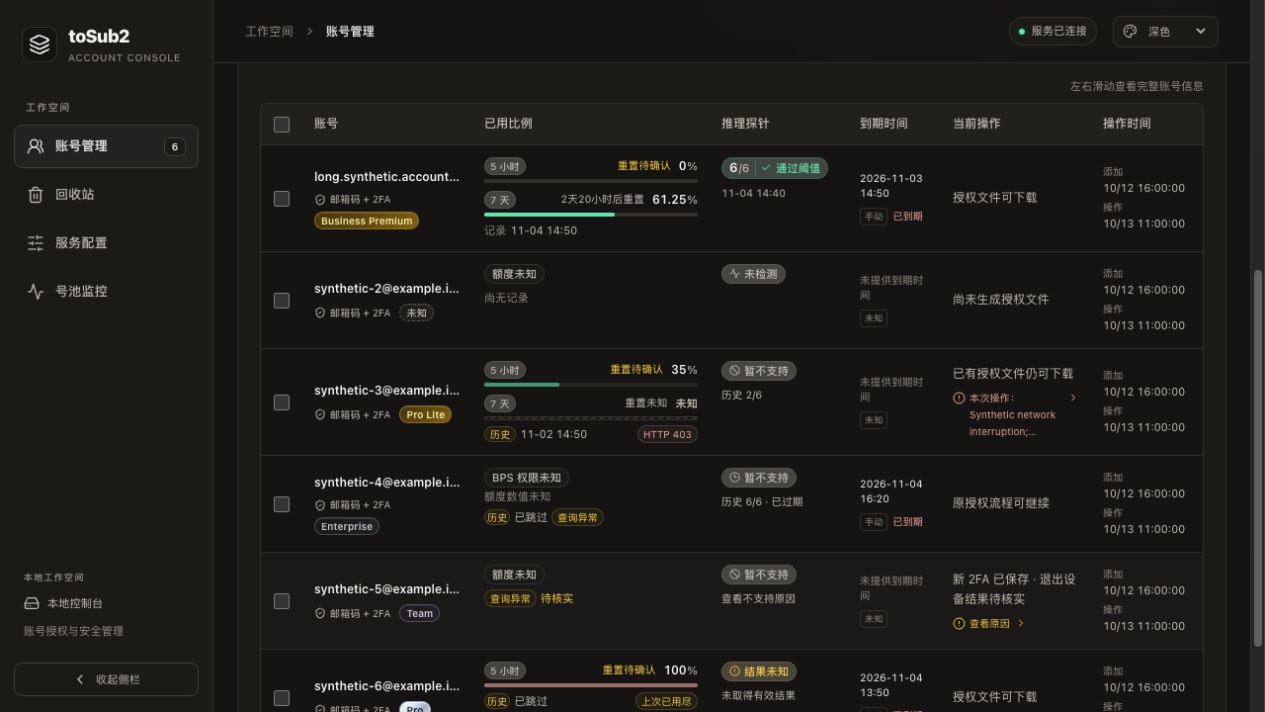 toSub2
ACCOUNT CONSOLE
工作空间
账号管理 6
回收站
服务配置
号池监控
本地工作空间
本地控制台
账号授权与安全管理
收起侧栏
工作空间 账号管理
服务已连接
深色
左右滑动查看完整账号信息
账号 已用比例 推理探针 到期时间 当前操作 操作时间
long.synthetic.account...
邮箱码 + 2FA
Business Premium
5 小时 重置待确认 0%
7 天 2天20小时后重置 61.25%
记录 11-04 14:50
6/6 通过阈值
11-04 14:40
2026-11-03
14:50
手动 已到期
授权文件可下载
添加
10/12 16:00:00
操作
10/13 11:00:00
synthetic-2@example.i...
邮箱码 + 2FA 未知
额度未知
尚无记录
未检测
未提供到期时
间
未知
尚未生成授权文件
添加
10/12 16:00:00
操作
10/13 11:00:00
synthetic-3@example.i...
邮箱码 + 2FA Pro Lite
5 小时 重置待确认 35%
7 天 重置未知 未知
历史 11-02 14:50 HTTP 403
暂不支持
历史 2/6
未提供到期时
间
未知
已有授权文件仍可下载
本次操作:
Synthetic network
interruption;...
添加
10/12 16:00:00
操作
10/13 11:00:00
synthetic-4@example.i...
邮箱码 + 2FA
Enterprise
BPS 权限未知
额度数值未知
历史 已跳过 查询异常
暂不支持
历史 6/6 · 已过期
2026-11-04
16:20
手动 已到期
原授权流程可继续
添加
10/12 16:00:00
操作
10/13 11:00:00
synthetic-5@example.i...
邮箱码 + 2FA Team
额度未知
查询异常 待核实
暂不支持
查看不支持原因
未提供到期时
间
未知
新 2FA 已保存 · 退出设
备结果待核实
查看原因
添加
10/12 16:00:00
操作
10/13 11:00:00
synthetic-6@example.i...
邮箱码 + 2FA Pro
5 小时 重置待确认 100%
历史 已跳过 上次已用尽
结果未知
未取得有效结果
2026-11-04
13:50
授权文件可下载
添加
10/12 16:00:00
操作